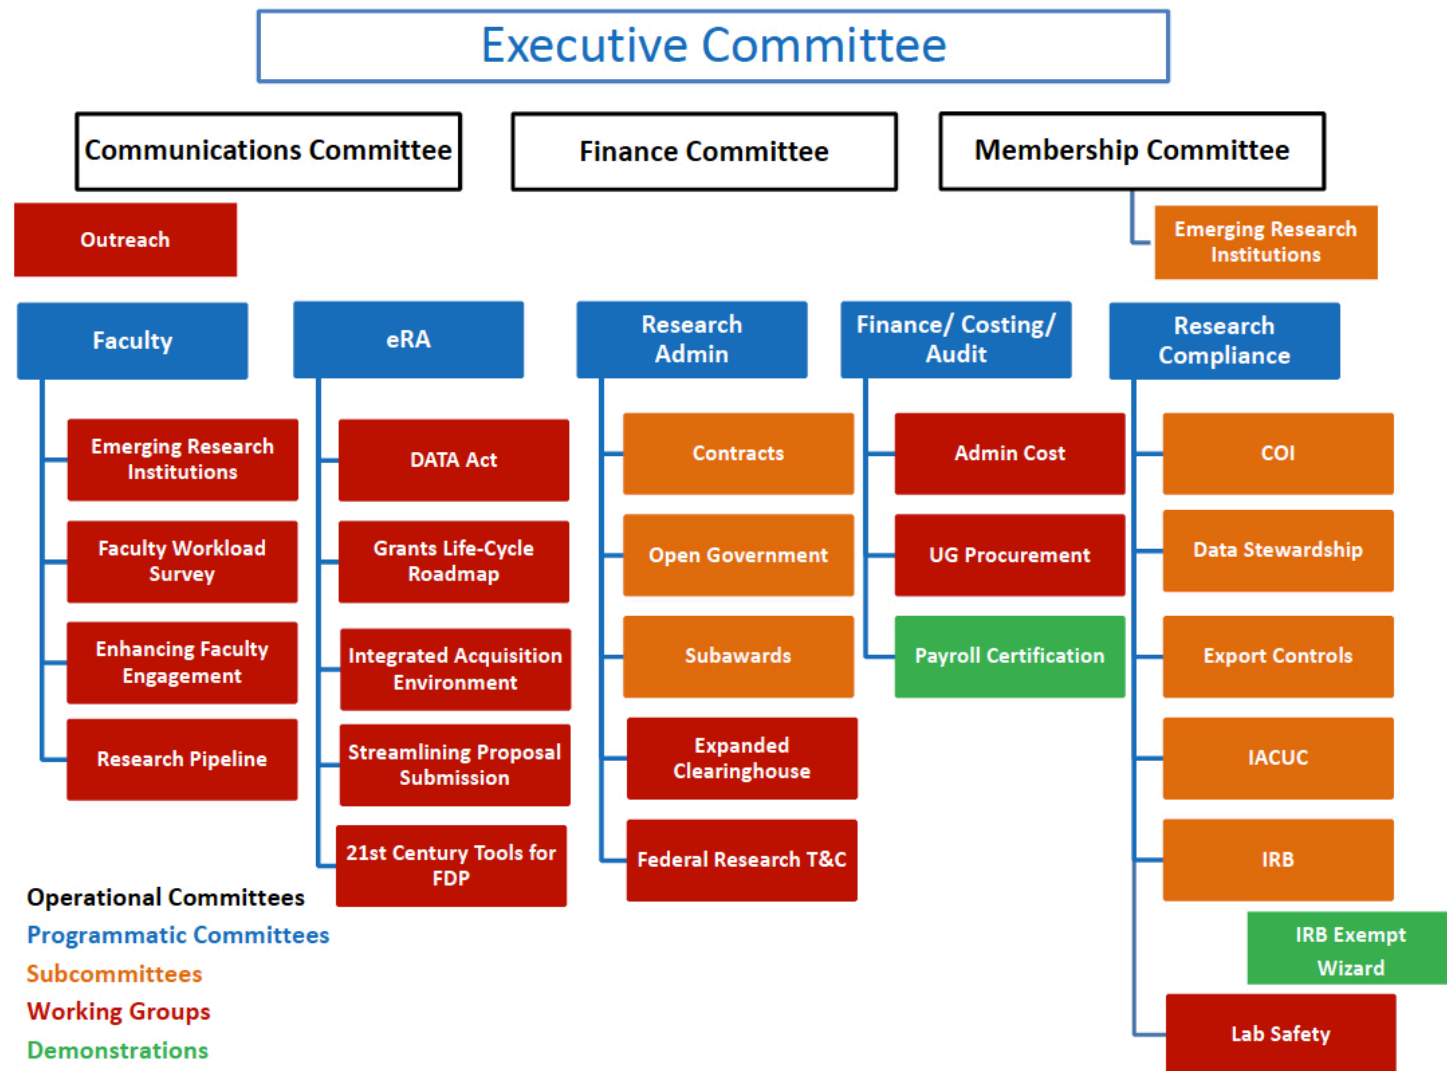 Executive Committee
Communications Committee
Finance Committee
Membership Committee
Outreach
Emerging Research
Institutions
Faculty
eRA
Research
Admin
Finance/ Costing/
Audit
Research
Compliance
Emerging Research
Institutions
Faculty Workload
Survey
Enhancing Faculty
Engagement
Research Pipeline
DATA Act
Grants Life-Cycle
Roadmap
Integrated Acquisition
Environment
Streamlining Proposal
Submission
21st Century Tools for
FDP
Contracts
Open Government
Subawards
Expanded
Clearinghouse
Federal Research T&C
Admin Cost
UG Procurement
Payroll Certification
COI
Data Stewardship
Export Controls
IACUC
IRB
IRB Exempt
Wizard
Lab Safety
Operational Committees
Programmatic Committees
Subcommittees
Working Groups
Demonstrations